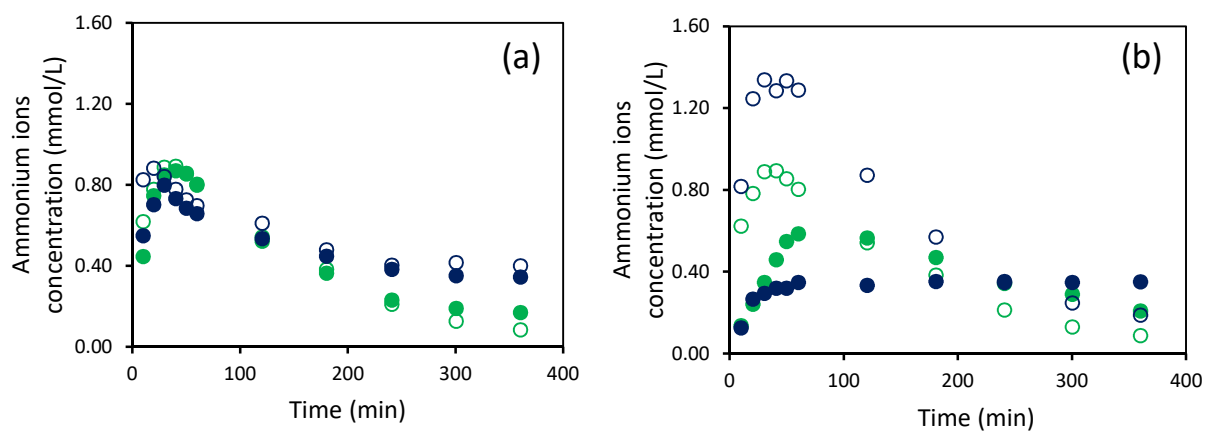 (a)
Ammonium ions
concentration (mmol/L)
1.60
1.20
0.80
0.40
0.00
0 100 200 300 400
Time (min)
(b)
Ammonium ions
concentration (mmol/L)
1.60
1.20
0.80
0.40
0.00
0 100 200 300 400
Time (min)